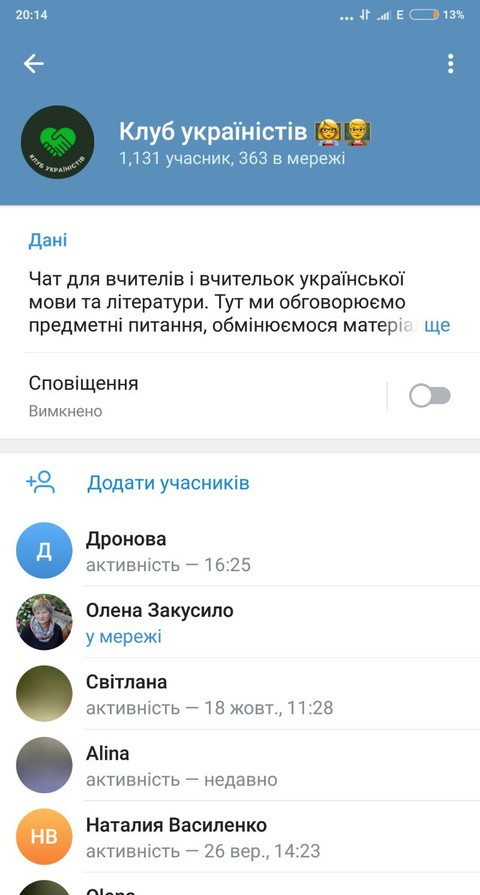 20:14
E
13%
Клуб україністів
1,131 учасник, 363 в мережі
КЛУБ УКРАЇНІСТІВ
Дані
Чат для вчителів і вчительок української
мови та літератури. Тут ми обговорюємо
предметні питання, обмінюємося матеріа ще
Сповіщення
Вимкнено
Додати учасників
Д
Дронова
активність — 16:25
Олена Закусило
у мережі
Світлана
активність — 18 жовт., 11:28
Alina
активність — недавно
НВ
Наталия Василенко
активність — 26 вер., 14:23